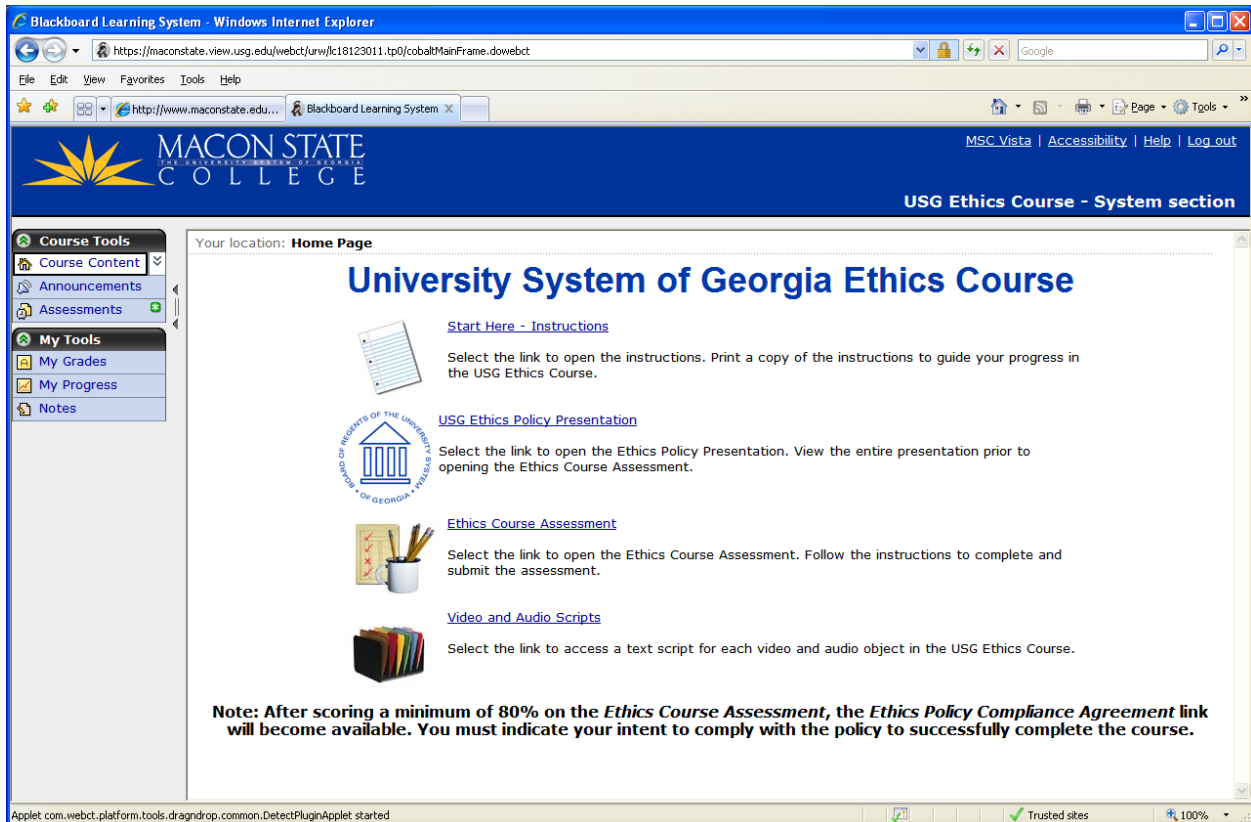 Blackboard Learning System - Windows Internet Explorer
https://maconstate.view.usg.edu/webct/urw/lc18123011.tp0/cobaltMainFrame.dowebct
Google
File Edit View Favorites Tools Help
http://www.maconstate.edu... Blackboard Learning System
Page Tools
MACON STATE
THE UNIVERSITY SYSTEM OF GEORGIA
COLLEGE
MSC Vista | Accessibility | Help | Log out
USG Ethics Course - System section
Course Tools
Course Content
Announcements
Assessments
My Tools
My Grades
My Progress
Notes
Your location: Home Page
University System of Georgia Ethics Course
Start Here - Instructions
Select the link to open the instructions. Print a copy of the instructions to guide your progress in
the USG Ethics Course.
BOARD OF REGENTS OF THE UNIVERSITY SYSTEM • OF GEORGIA •
USG Ethics Policy Presentation
Select the link to open the Ethics Policy Presentation. View the entire presentation prior to
opening the Ethics Course Assessment.
Ethics Course Assessment
Select the link to open the Ethics Course Assessment. Follow the instructions to complete and
submit the assessment.
Video and Audio Scripts
Select the link to access a text script for each video and audio object in the USG Ethics Course.
Note: After scoring a minimum of 80% on the Ethics Course Assessment, the Ethics Policy Compliance Agreement link
will become available. You must indicate your intent to comply with the policy to successfully complete the course.
Applet com.webct.platform.tools.dragndrop.common.DetectPluginApplet started
Trusted sites
100%